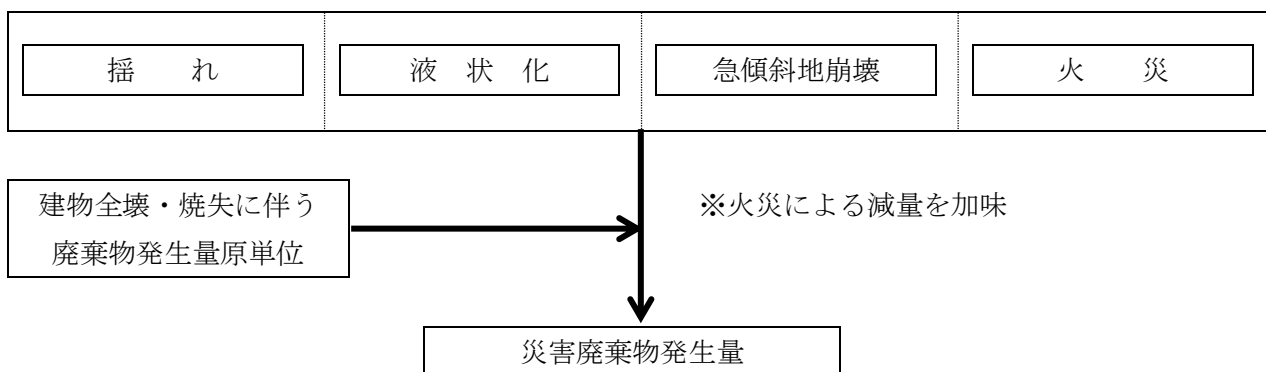 揺れ
液状化
急傾斜地崩壊
火災
建物全壊・焼失に伴う
廃棄物発生量原単位
※火災による減量を加味
災害廃棄物発生量